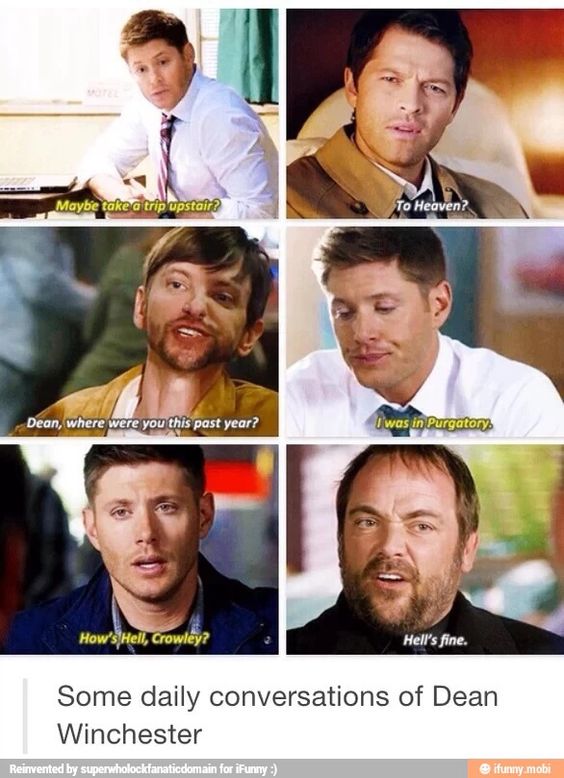 MOTEL
Maybe take a trip upstair?
To Heaven?
Dean, where were you this past year?
I was in Purgatory.
How's Hell, Crowley?
Hell's fine.
Some daily conversations of Dean
Winchester
Reinvented by superwholockfanaticdomain for iFunny :)
ifunny.mobi